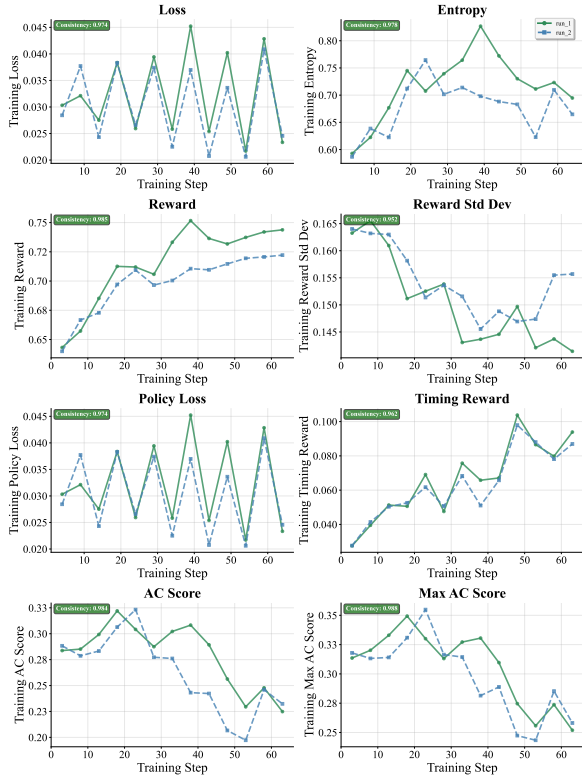 Loss
Consistency: 0.974
Training Loss
0.045
0.040
0.035
0.030
0.025
0.020
10 20 30 40 50 60
Training Step
Entropy
Consistency: 0.978
run_1
run_2
Training Entropy
0.80
0.75
0.70
0.65
0.60
0 10 20 30 40 50 60
Training Step
Reward
Consistency: 0.985
Training Reward
0.75
0.72
0.70
0.68
0.65
0 10 20 30 40 50 60
Training Step
Reward Std Dev
Consistency: 0.952
Training Reward Std Dev
0.165
0.160
0.155
0.150
0.145
0 10 20 30 40 50 60
Training Step
Policy Loss
Consistency: 0.974
Training Policy Loss
0.045
0.040
0.035
0.030
0.025
0.020
0 10 20 30 40 50 60
Training Step
Timing Reward
Consistency: 0.962
Training Timing Reward
0.100
0.080
0.060
0.040
0 10 20 30 40 50 60
Training Step
AC Score
Consistency: 0.984
Training AC Score
0.33
0.30
0.28
0.25
0.23
0.20
0 10 20 30 40 50 60
Training Step
Max AC Score
Consistency: 0.988
Training Max AC Score
0.35
0.33
0.30
0.28
0.25
0 10 20 30 40 50 60
Training Step